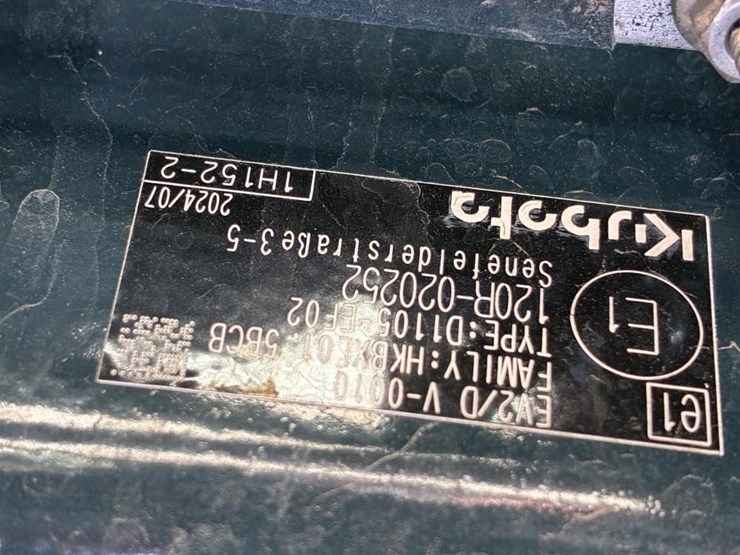 e1
EV2/D V-0010
FAMILY: HKBXL01.5BCB
TYPE: D1105-EF02
E1
120R-020252
Senefelderstraße 3-5
Kubota
2024/07
1H152-2